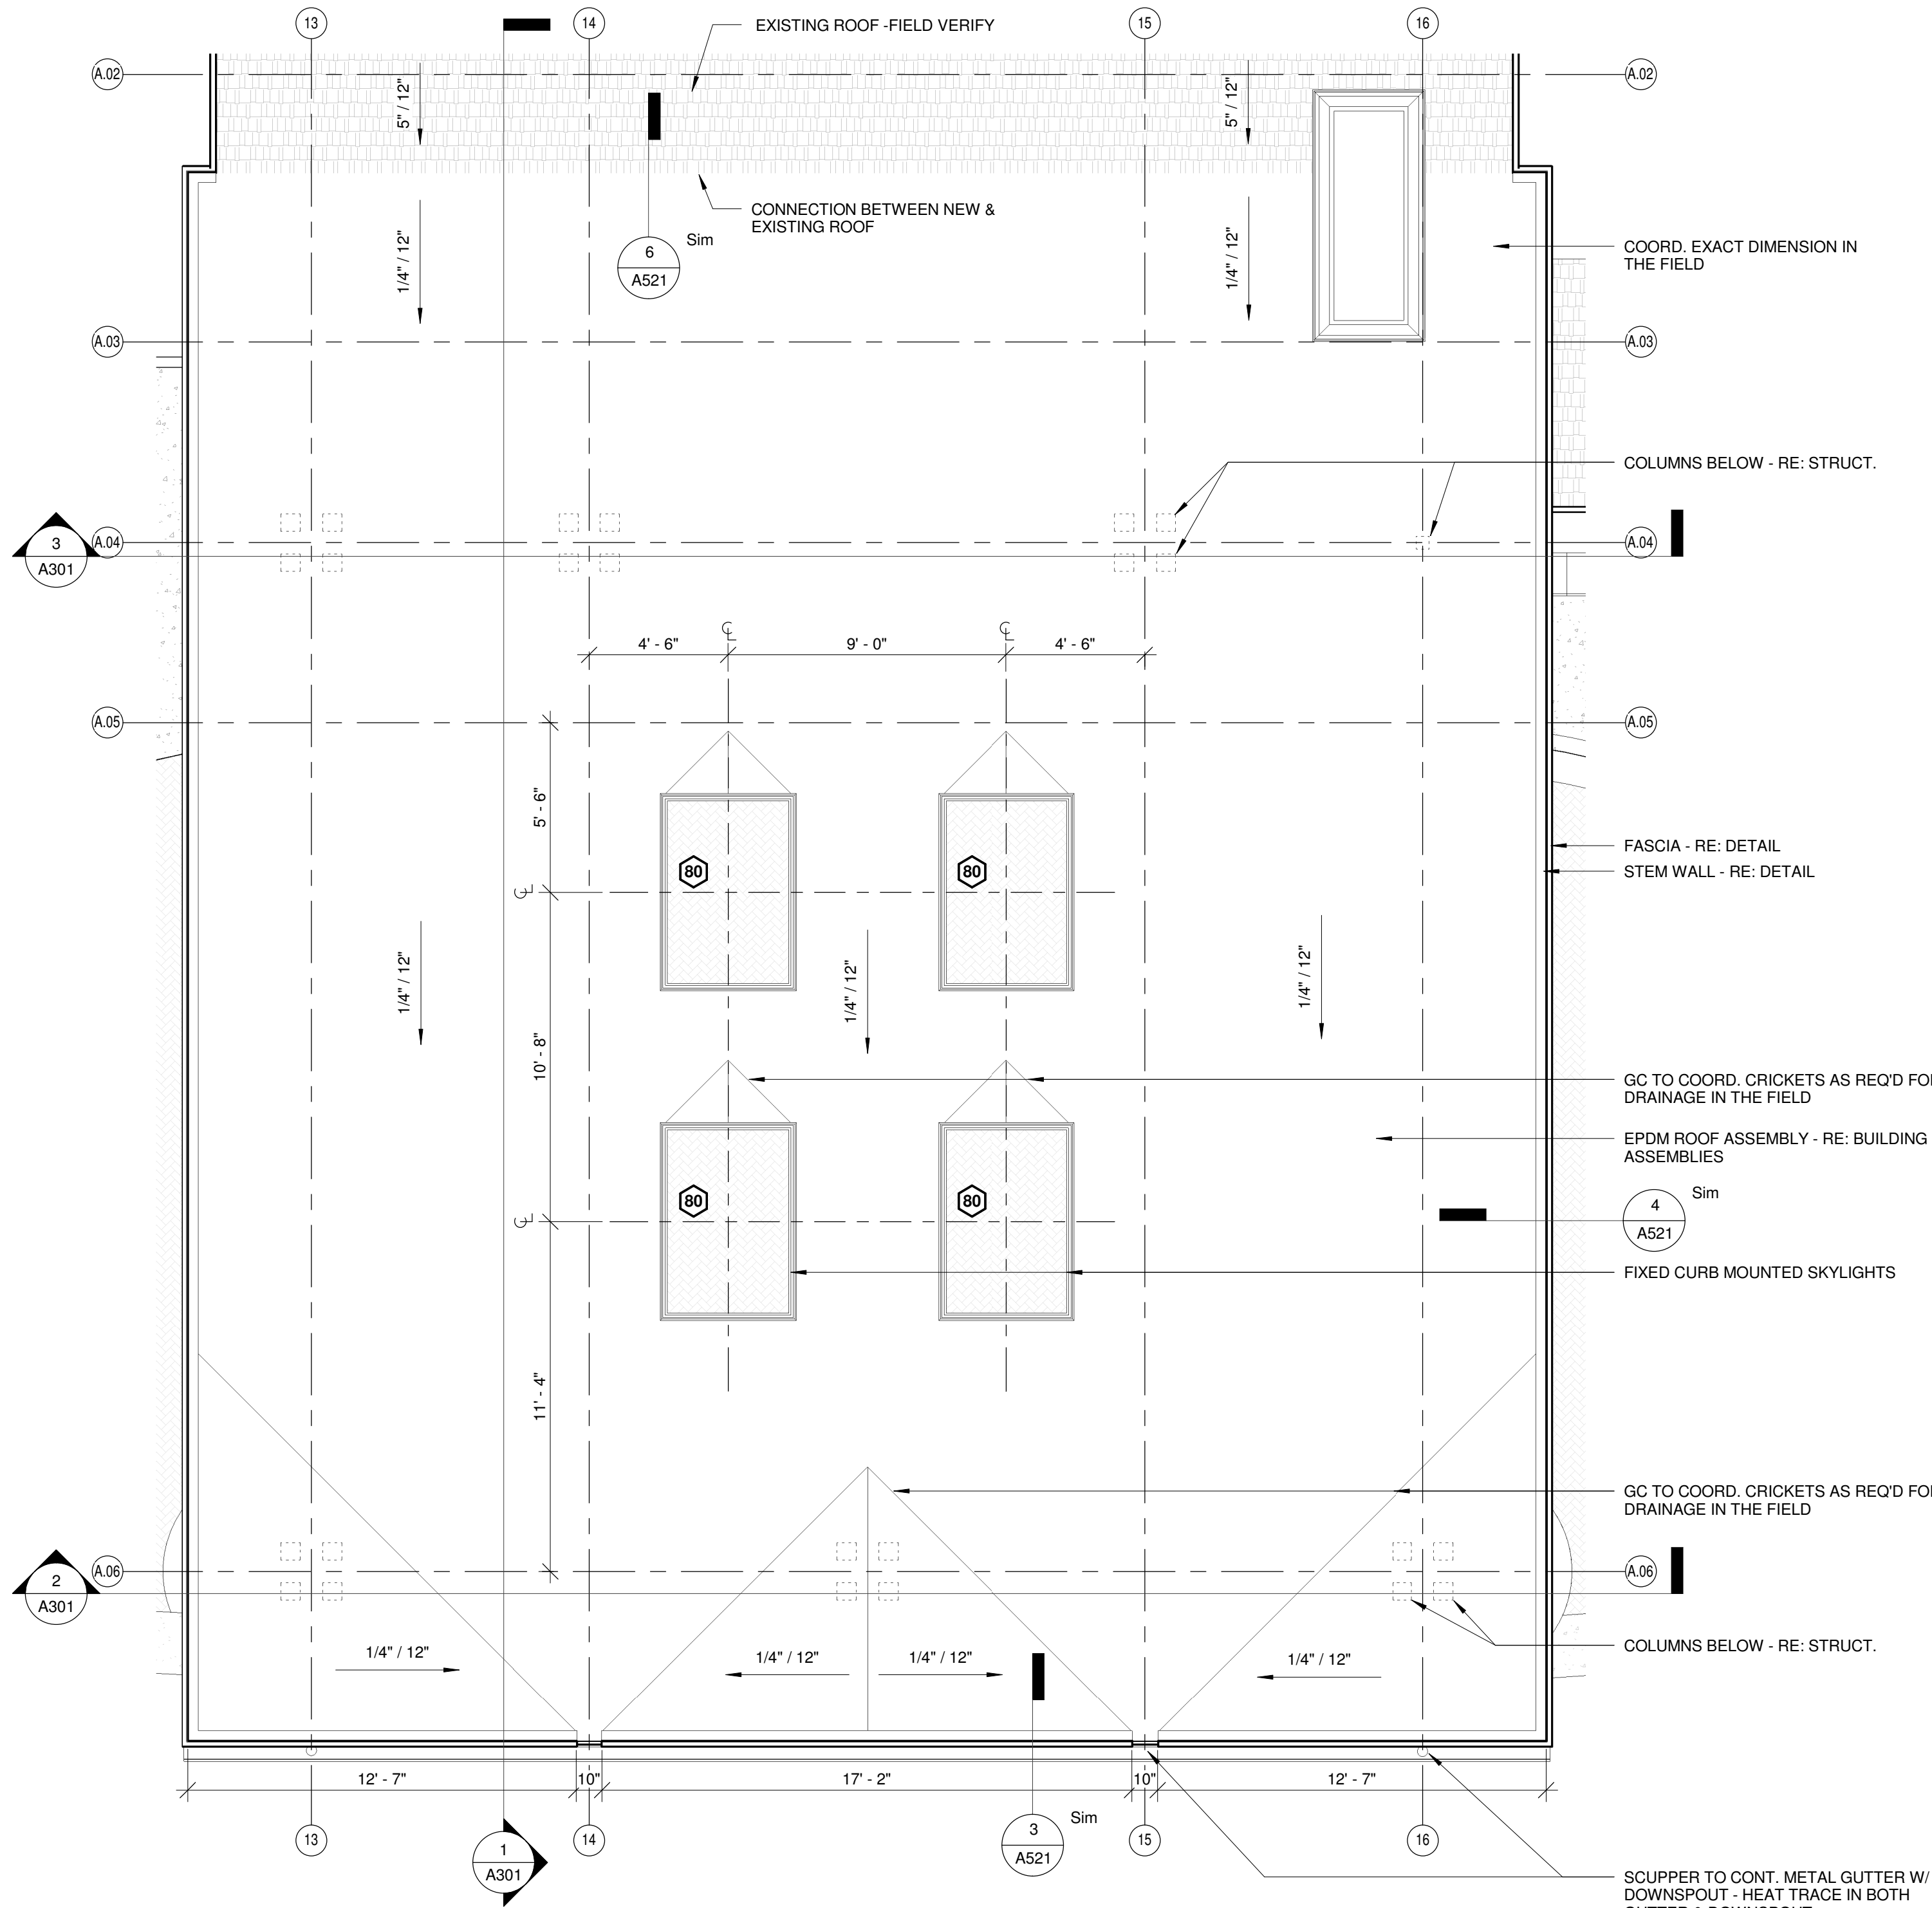 13
14
15
16
EXISTING ROOF -FIELD VERIFY
A.02
A.02
5" / 12"
5" / 12"
CONNECTION BETWEEN NEW &
EXISTING ROOF
6
A521
Sim
1/4" / 12"
1/4" / 12"
COORD. EXACT DIMENSION IN
THE FIELD
A.03
A.03
COLUMNS BELOW - RE: STRUCT.
3
A301
A.04
A.04
4' - 6"
9' - 0"
4' - 6"
A.05
A.05
5' - 6"
80
80
FASCIA - RE: DETAIL
STEM WALL - RE: DETAIL
1/4" / 12"
1/4" / 12"
1/4" / 12"
10' - 8"
GC TO COORD. CRICKETS AS REQ'D
DRAINAGE IN THE FIELD
EPDM ROOF ASSEMBLY - RE: BUILDING
ASSEMBLIES
80
80
4
A521
Sim
FIXED CURB MOUNTED SKYLIGHTS
11' - 4"
GC TO COORD. CRICKETS AS REQ'D
DRAINAGE IN THE FIELD
2
A301
A.06
A.06
1/4" / 12"
1/4" / 12"
1/4" / 12"
1/4" / 12"
COLUMNS BELOW - RE: STRUCT.
12' - 7"
10"
17' - 2"
10"
12' - 7"
13
1
A301
14
3
A521
Sim
15
16
SCUPPER TO CONT. METAL GUTTER W/
DOWNSPOUT - HEAT TRACE IN BOTH